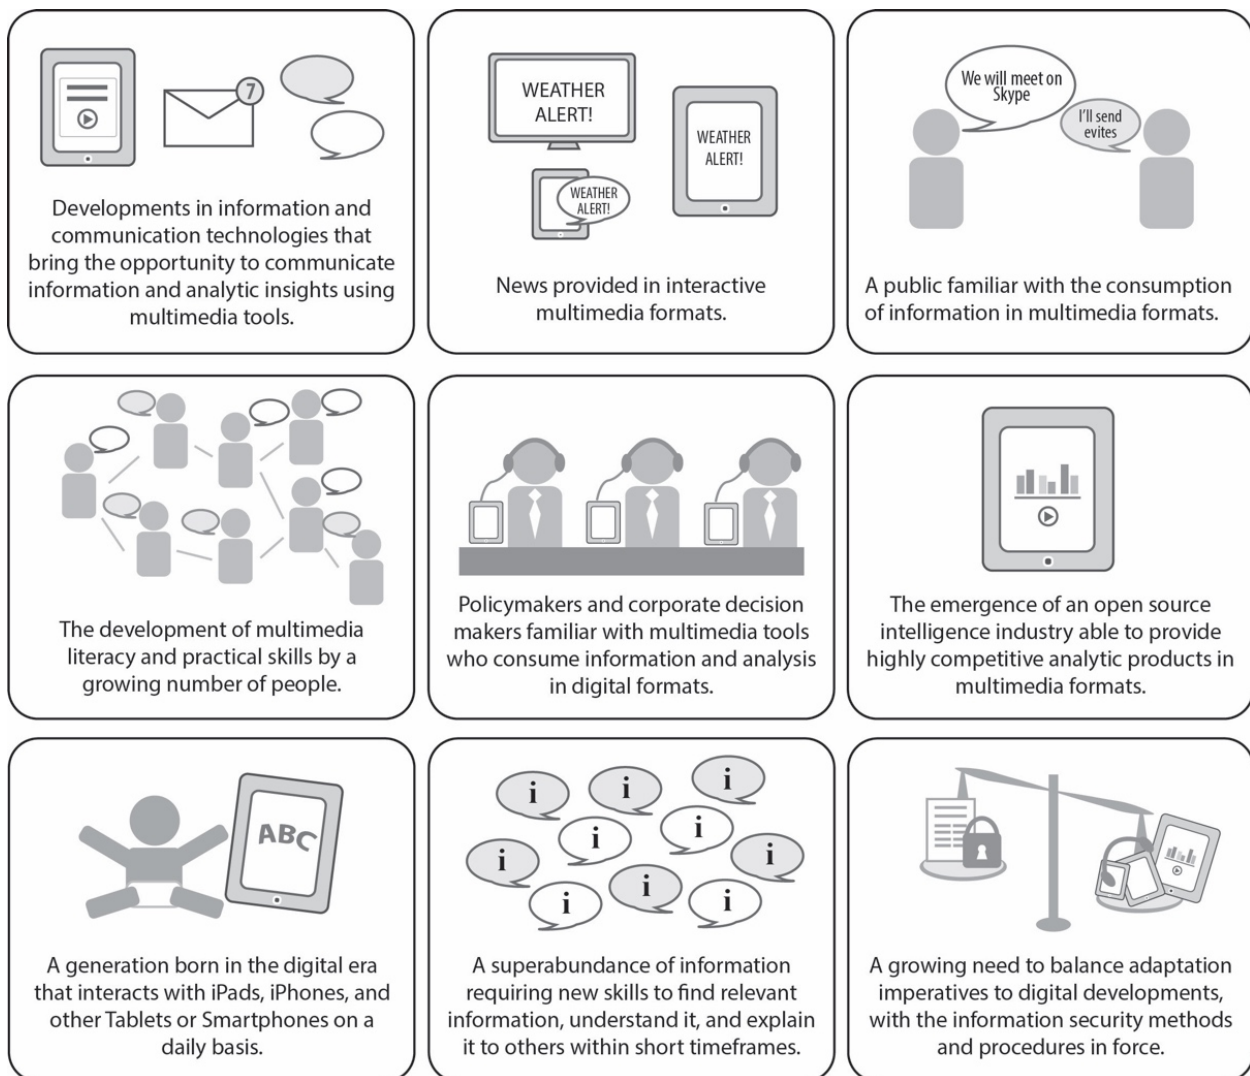 7
Developments in information and
communication technologies that
bring the opportunity to communicate
information and analytic insights using
multimedia tools.
WEATHER
ALERT!
WEATHER
ALERT!
WEATHER
ALERT!
News provided in interactive
multimedia formats.
We will meet on
Skype
I'll send
evites
A public familiar with the consumption
of information in multimedia formats.
The development of multimedia
literacy and practical skills by a
growing number of people.
Policymakers and corporate decision
makers familiar with multimedia tools
who consume information and analysis
in digital formats.
The emergence of an open source
intelligence industry able to provide
highly competitive analytic products in
multimedia formats.
ABC
A generation born in the digital era
that interacts with iPads, iPhones, and
other Tablets or Smartphones on a
daily basis.
i
i
i
i
i
i
i
i
i
i
A superabundance of information
requiring new skills to find relevant
information, understand it, and explain
it to others within short timeframes.
A growing need to balance adaptation
imperatives to digital developments,
with the information security methods
and procedures in force.